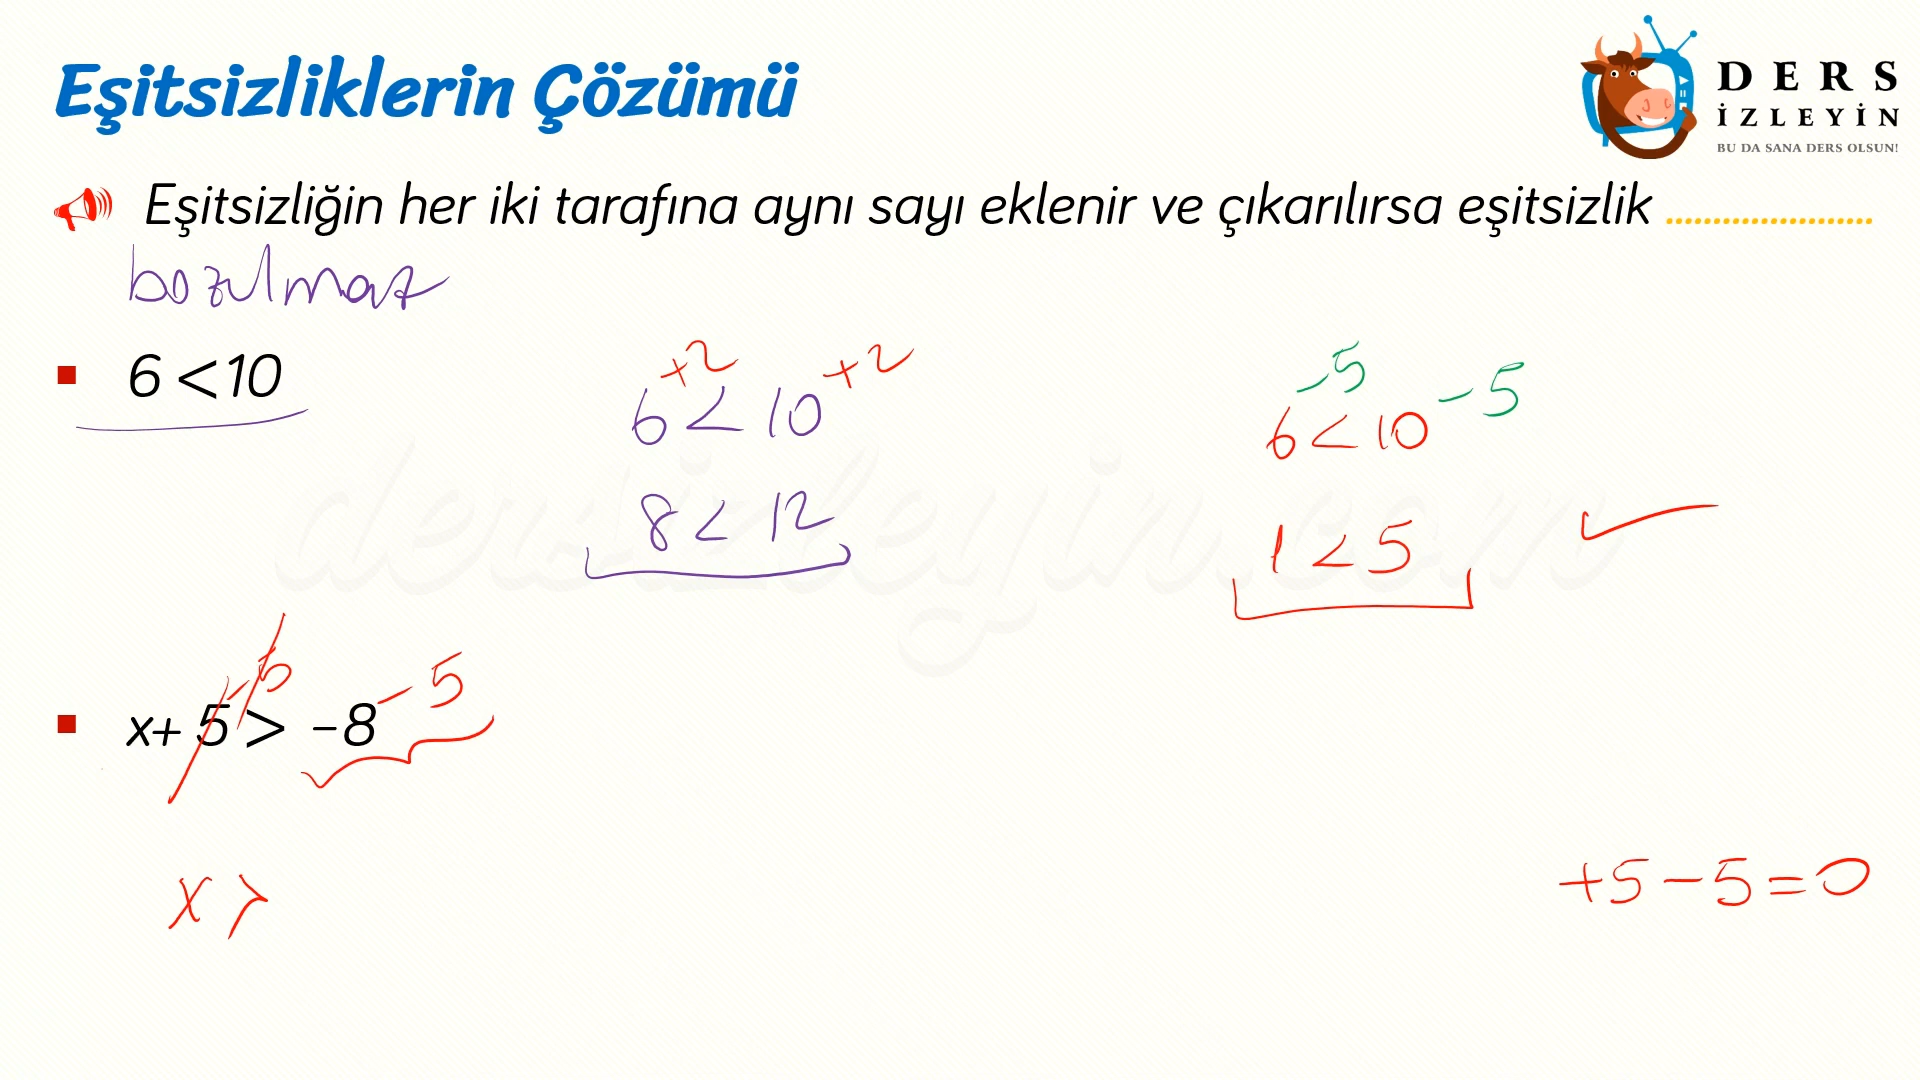 Eşitsizliklerin Çözümü
DERS
İZLEYİN
BU DA SANA DERS OLSUN!
Eşitsizliğin her iki tarafına aynı sayı eklenir ve çıkarılırsa eşitsizlik .....................
bozulmaz
6 <10
+2 +2
6 < 10
8 < 12
-5 -5
6 < 10
1 < 5
dersizleyin.com
-5 -5
x+ 5 > -8
x >
+5-5=0